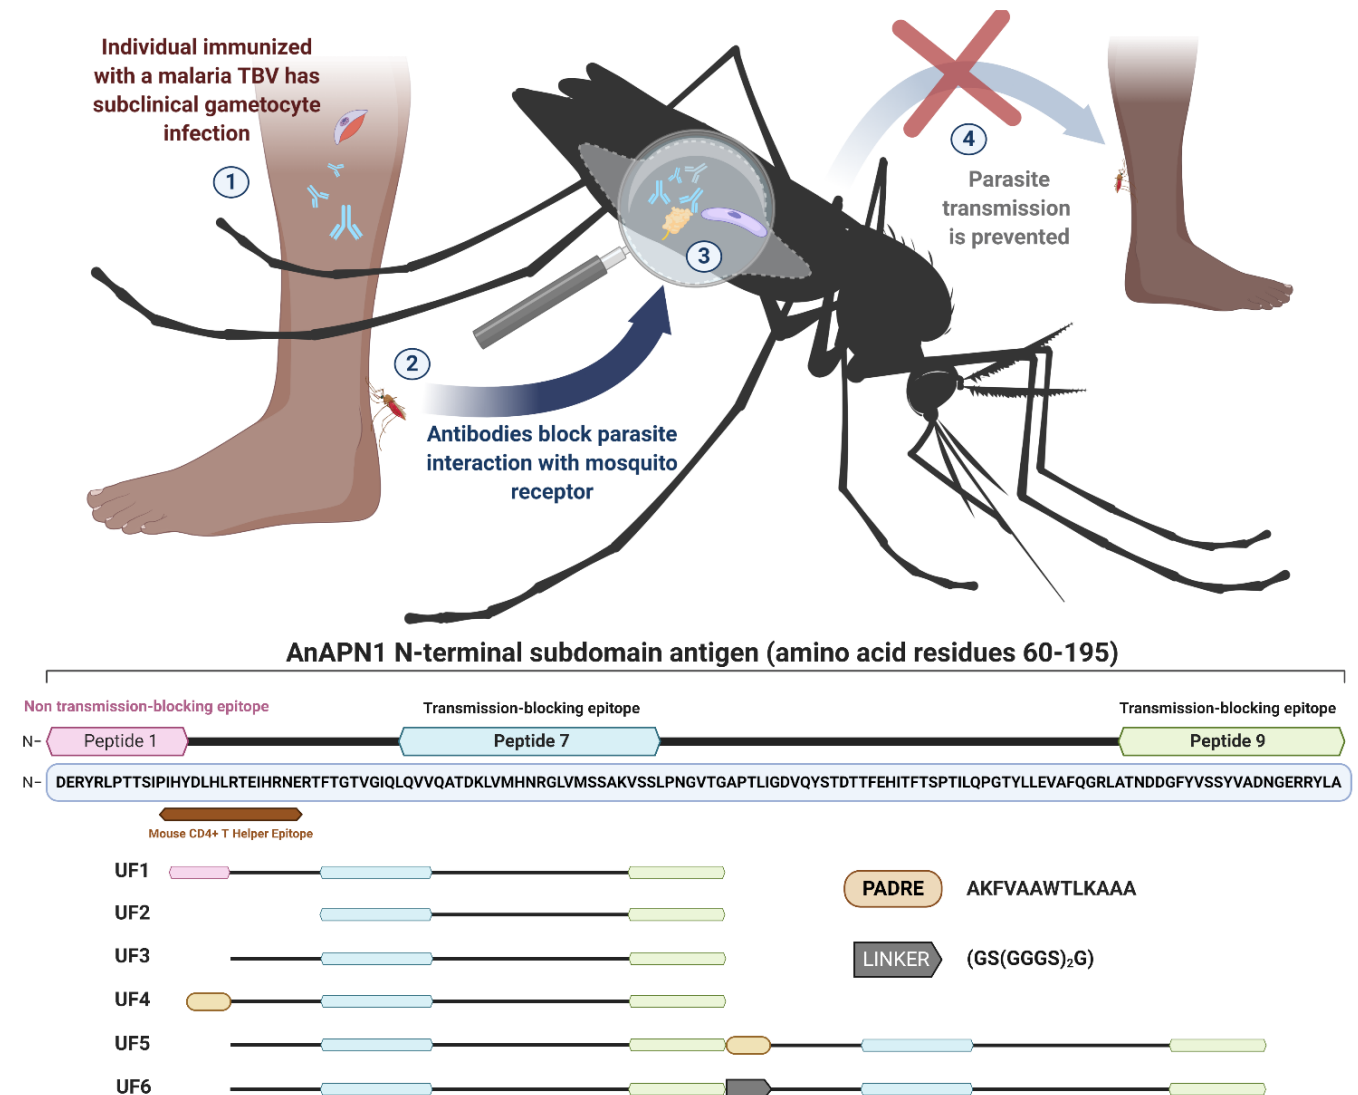 Individual immunized
with a malaria TBV has
subclinical gametocyte
infection
1
2
Antibodies block parasite
interaction with mosquito
receptor
3
4
Parasite
transmission
is prevented
AnAPN1 N-terminal subdomain antigen (amino acid residues 60-195)
Non transmission-blocking epitope
Transmission-blocking epitope
Transmission-blocking epitope
N-
Peptide 1
Peptide 7
Peptide 9
N-
DERYRLPTTSIPIHYDLHLRTEIHRNERTFTGTVGIQLQVVQATDKLVMHNRGLVMSSAKVSSLPNGVTGAPTLIGDVQYSTDTTFEHITFTSPTILQPGTYLLEVAFQGRLATNDDGFYVSSYVADNGERRYLA
Mouse CD4+ T Helper Epitope
UF1
UF2
UF3
UF4
UF5
UF6
PADRE AKFVAAWTLKAAA
LINKER (GS(GGGS)₂G)